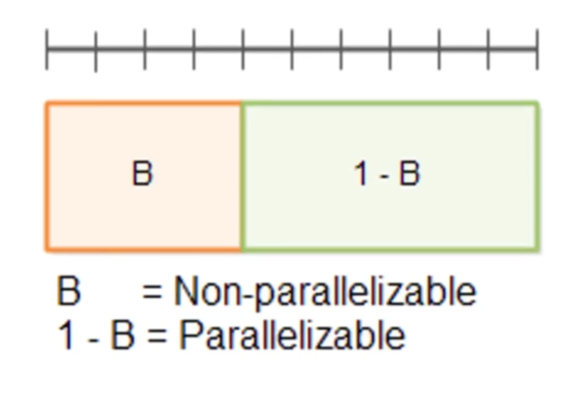 B
1 - B
B = Non-parallelizable
1 - B = Parallelizable